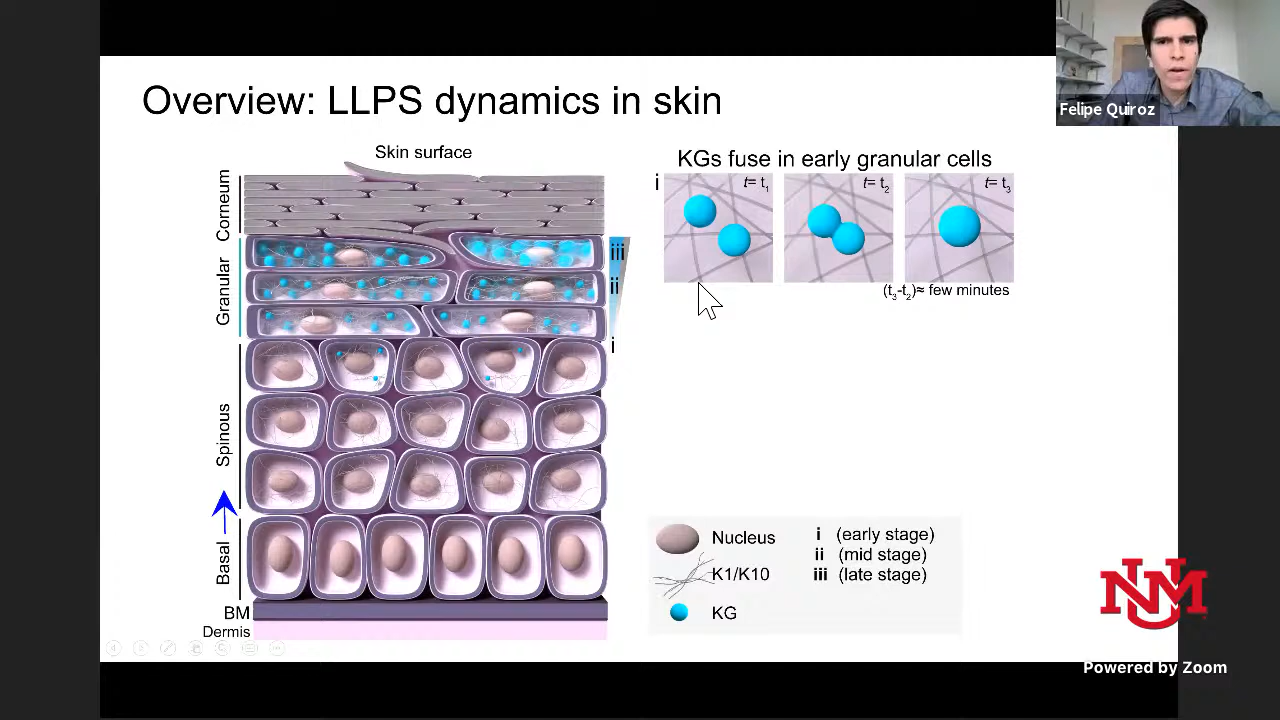 Overview: LLPS dynamics in skin
Felipe Quiroz
Skin surface
Corneum
Granular
Spinous
Basal
BM
Dermis
iii
ii
i
KGs fuse in early granular cells
i
t= t1
t= t2
t= t3
(t3-t2)≈ few minutes
Nucleus
K1/K10
KG
i (early stage)
ii (mid stage)
iii (late stage)
UNM
Powered by Zoom